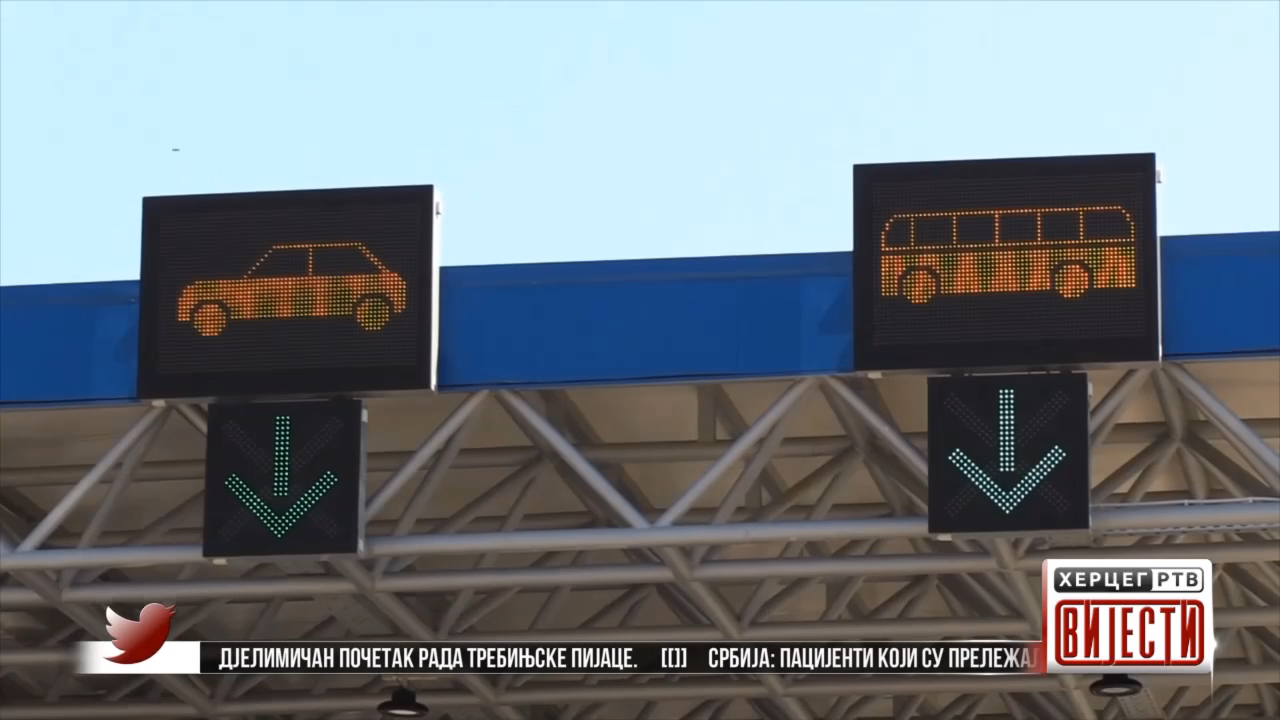 ХЕРЦЕГ РТВ
ВИЈЕСТИ
ДЈЕЛИМИЧАН ПОЧЕТАК РАДА ТРЕБИЊСКЕ ПИЈАЦЕ. [[]] СРБИЈА: ПАЦИЈЕНТИ КОЈИ СУ ПРЕЛЕЖАЛ